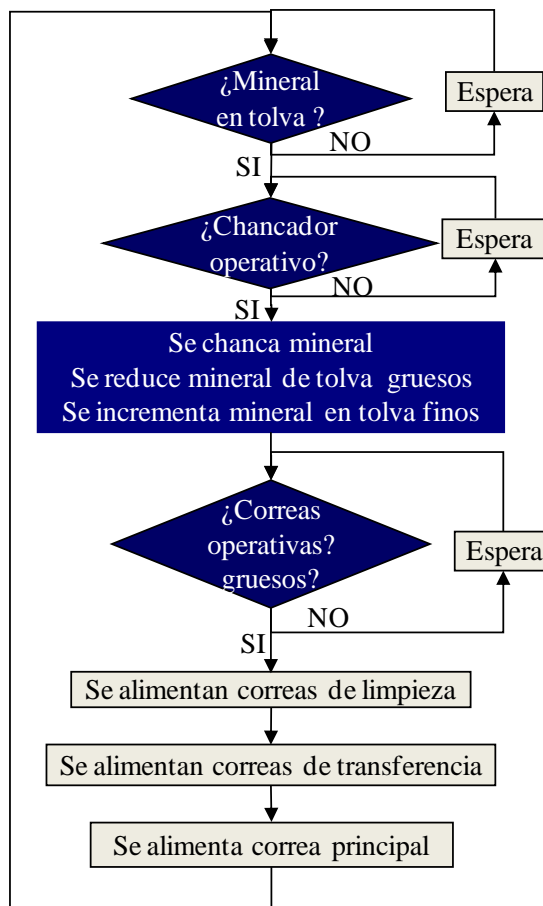 ¿Mineral
en tolva ?
Espera
NO
SI
¿Chancador
operativo?
Espera
NO
SI
Se chanca mineral
Se reduce mineral de tolva gruesos
Se incrementa mineral en tolva finos
¿Correas
operativas?
gruesos?
Espera
NO
SI
Se alimentan correas de limpieza
Se alimentan correas de transferencia
Se alimenta correa principal